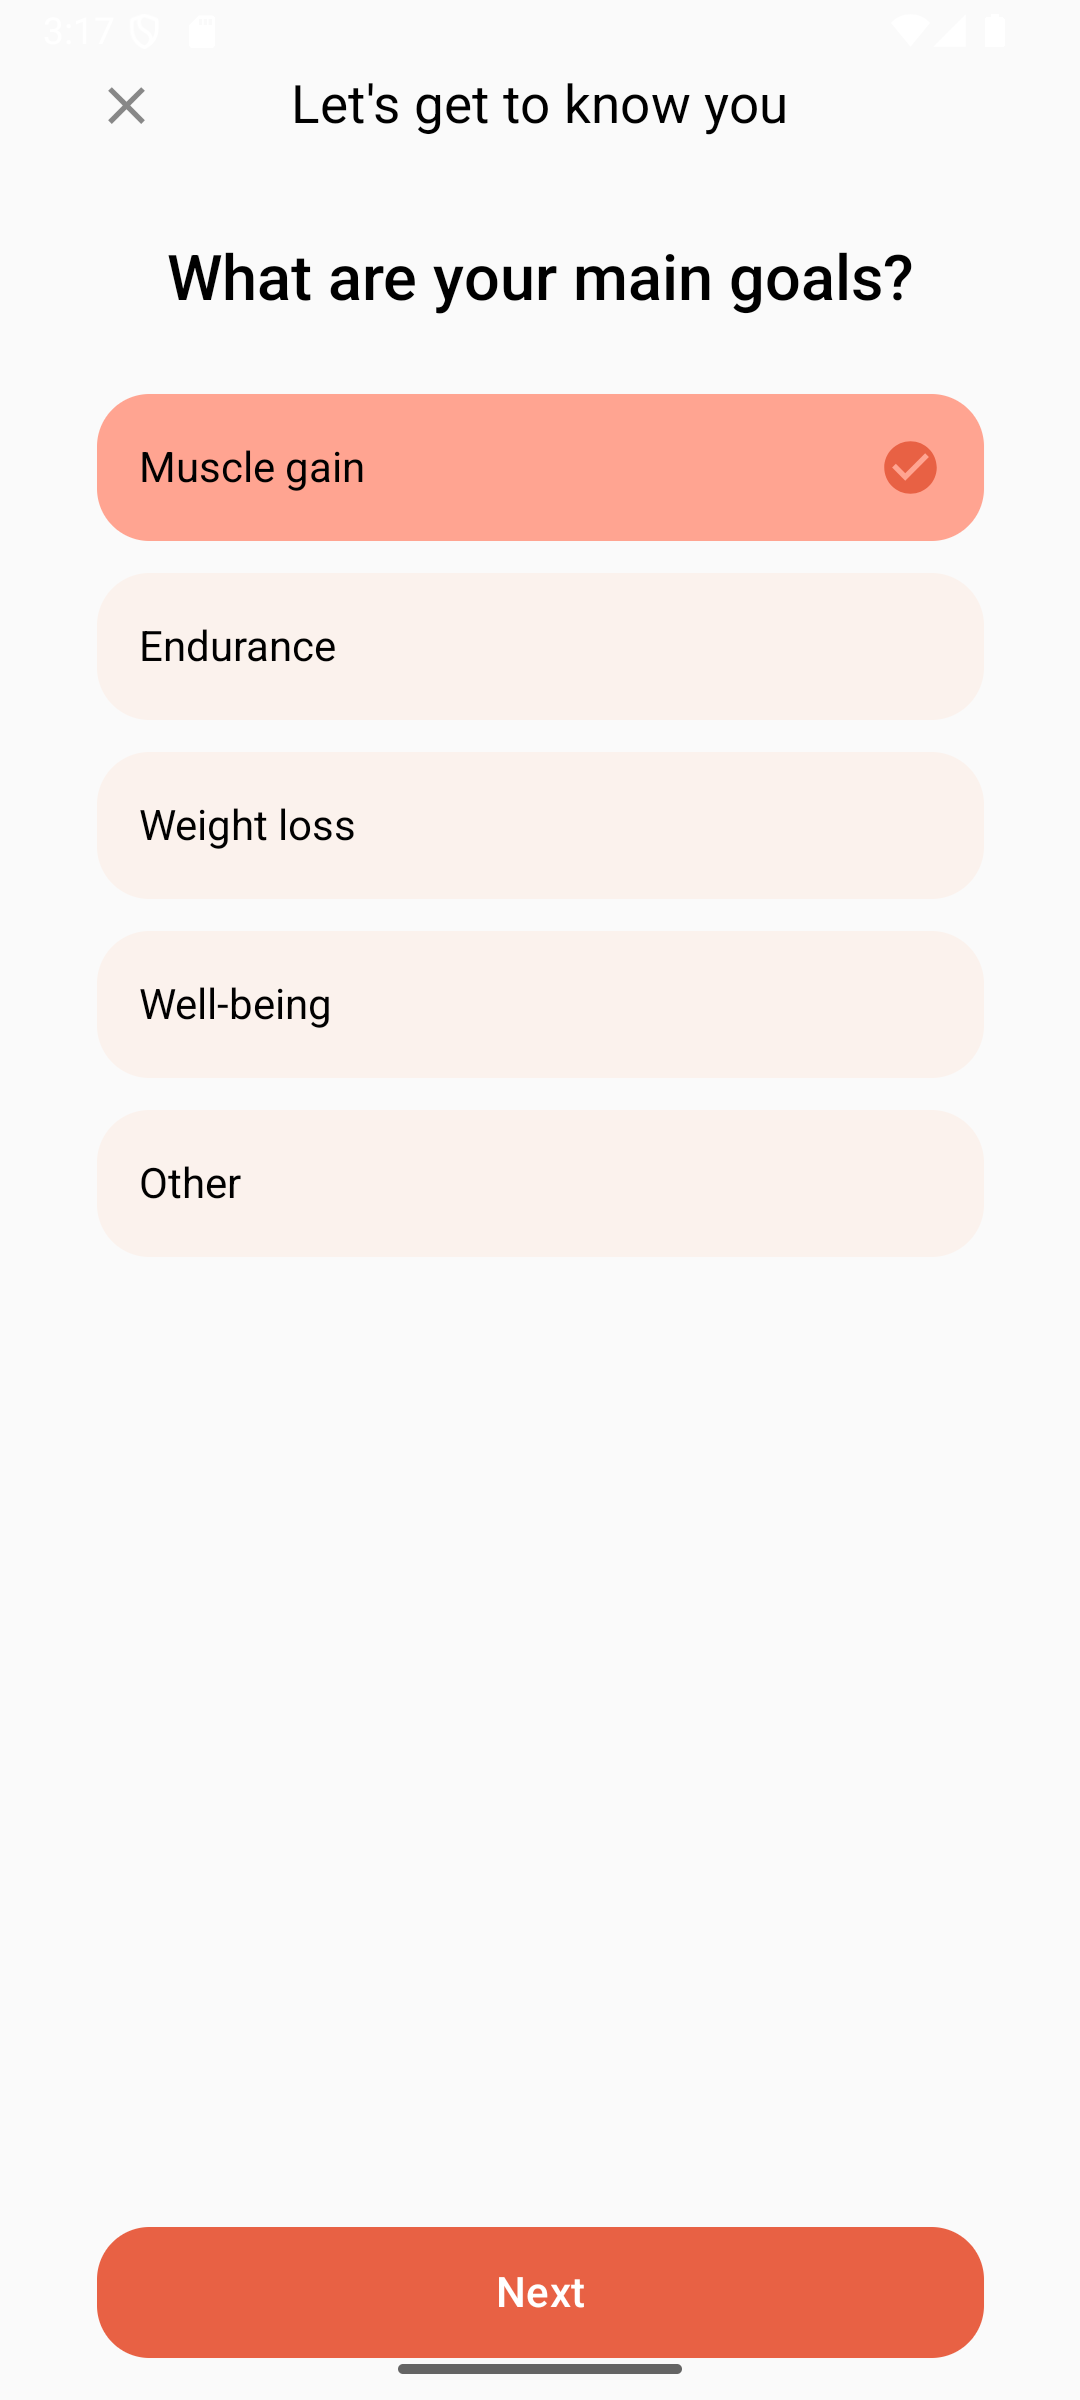 3:17
Let's get to know you
What are your main goals?
Muscle gain
Endurance
Weight loss
Well-being
Other
Next